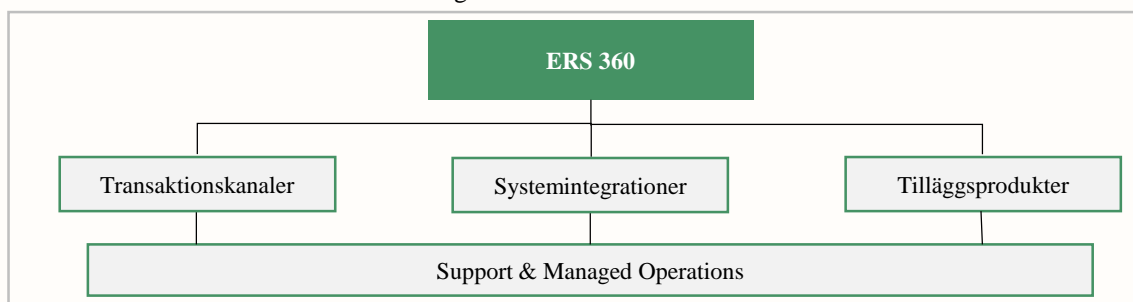 ERS 360
Transaktionskanaler
Systemintegrationer
Tilläggsprodukter
Support & Managed Operations